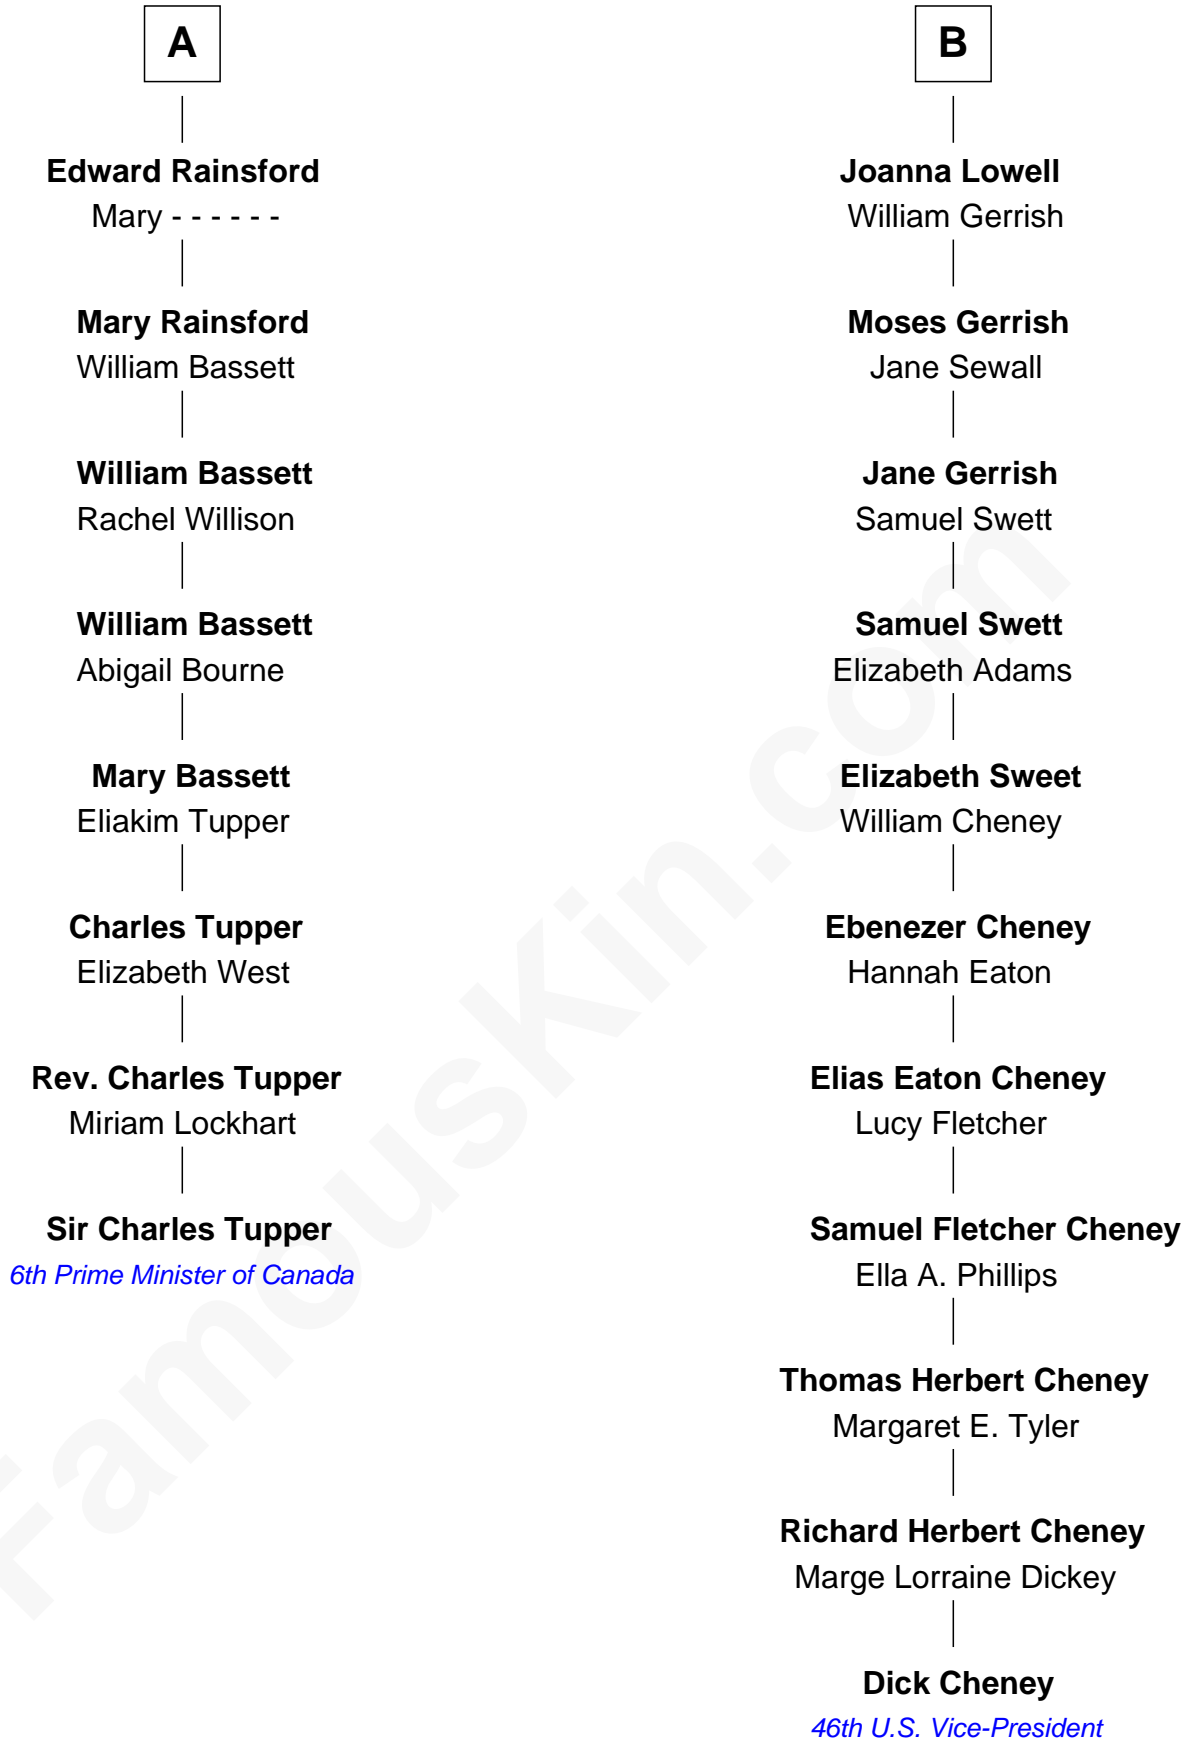 A
Edward Rainsford
Mary - - - - - -
Mary Rainsford
William Bassett
William Bassett
Rachel Willison
William Bassett
Abigail Bourne
Mary Bassett
Eliakim Tupper
Charles Tupper
Elizabeth West
Rev. Charles Tupper
Miriam Lockhart
Sir Charles Tupper
6th Prime Minister of Canada
B
Joanna Lowell
William Gerrish
Moses Gerrish
Jane Sewall
Jane Gerrish
Samuel Swett
Samuel Swett
Elizabeth Adams
Elizabeth Sweet
William Cheney
Ebenezer Cheney
Hannah Eaton
Elias Eaton Cheney
Lucy Fletcher
Samuel Fletcher Cheney
Ella A. Phillips
Thomas Herbert Cheney
Margaret E. Tyler
Richard Herbert Cheney
Marge Lorraine Dickey
Dick Cheney
46th U.S. Vice-President
FamousKin.com